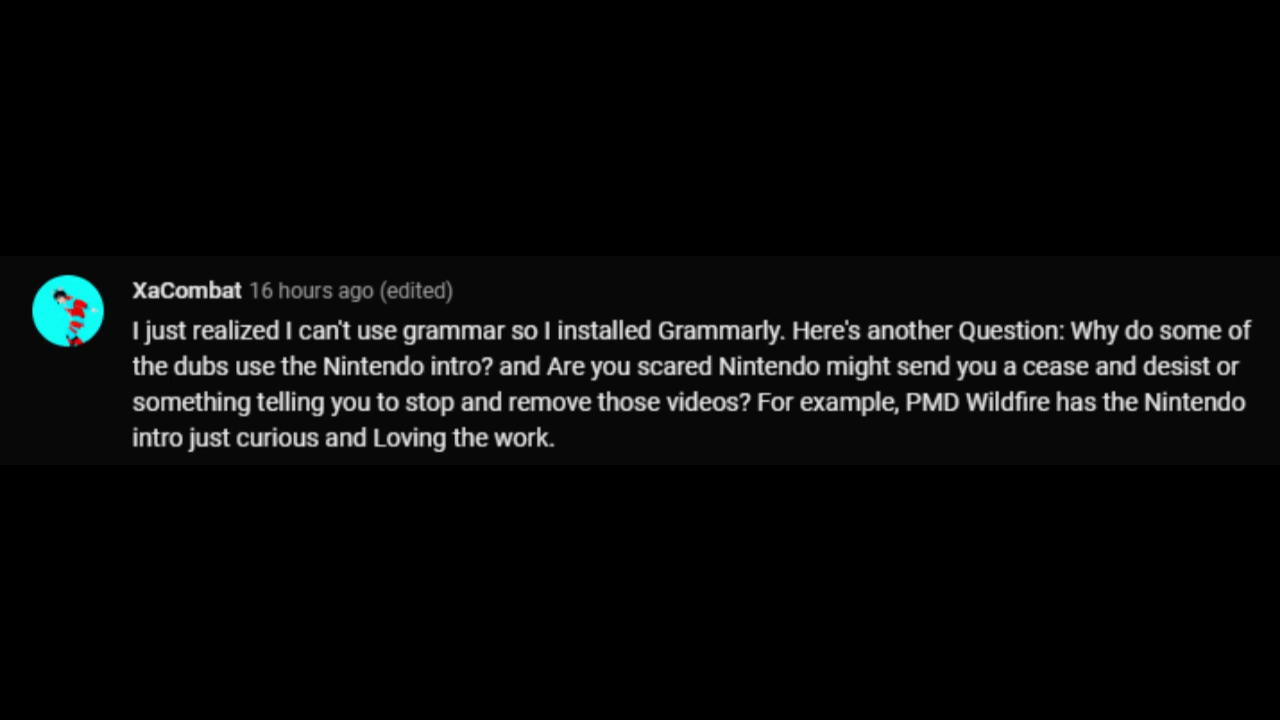 XaCombat 16 hours ago (edited)
I just realized I can't use grammar so I installed Grammarly. Here's another Question: Why do some of
the dubs use the Nintendo intro? and Are you scared Nintendo might send you a cease and desist or
something telling you to stop and remove those videos? For example, PMD Wildfire has the Nintendo
intro just curious and Loving the work.